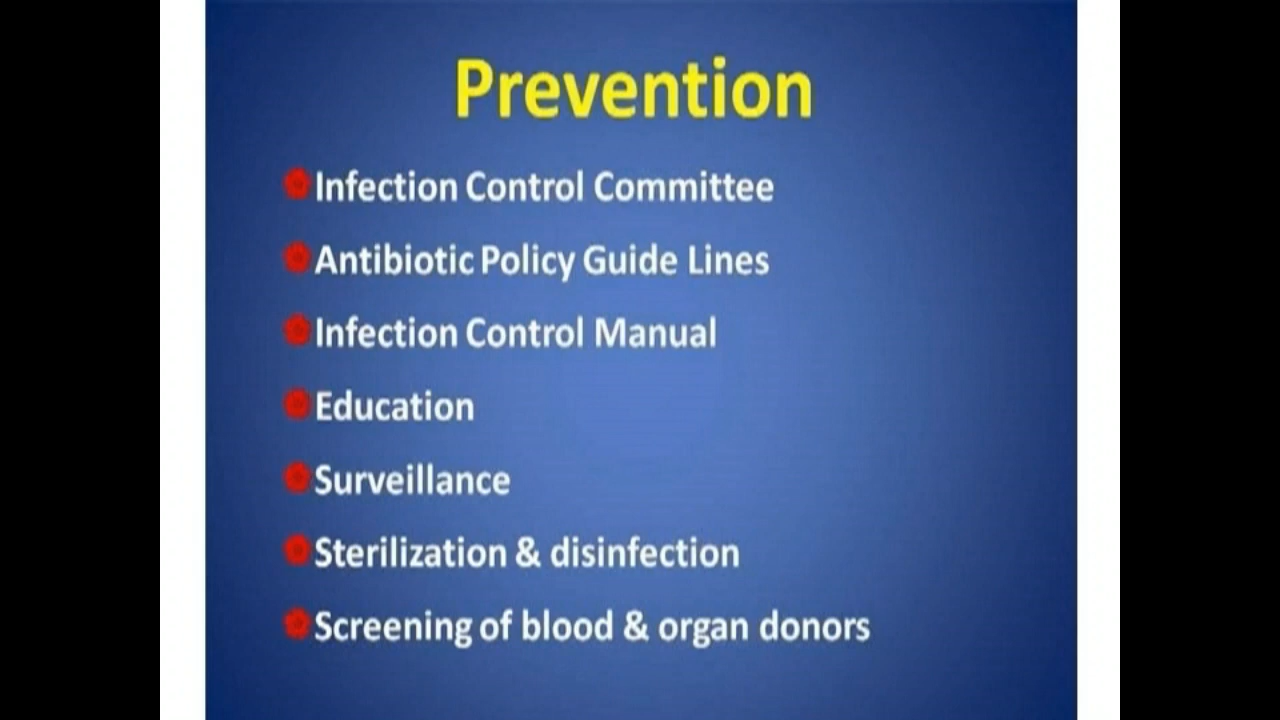 Prevention
Infection Control Committee
Antibiotic Policy Guide Lines
Infection Control Manual
Education
Surveillance
Sterilization & disinfection
Screening of blood & organ donors